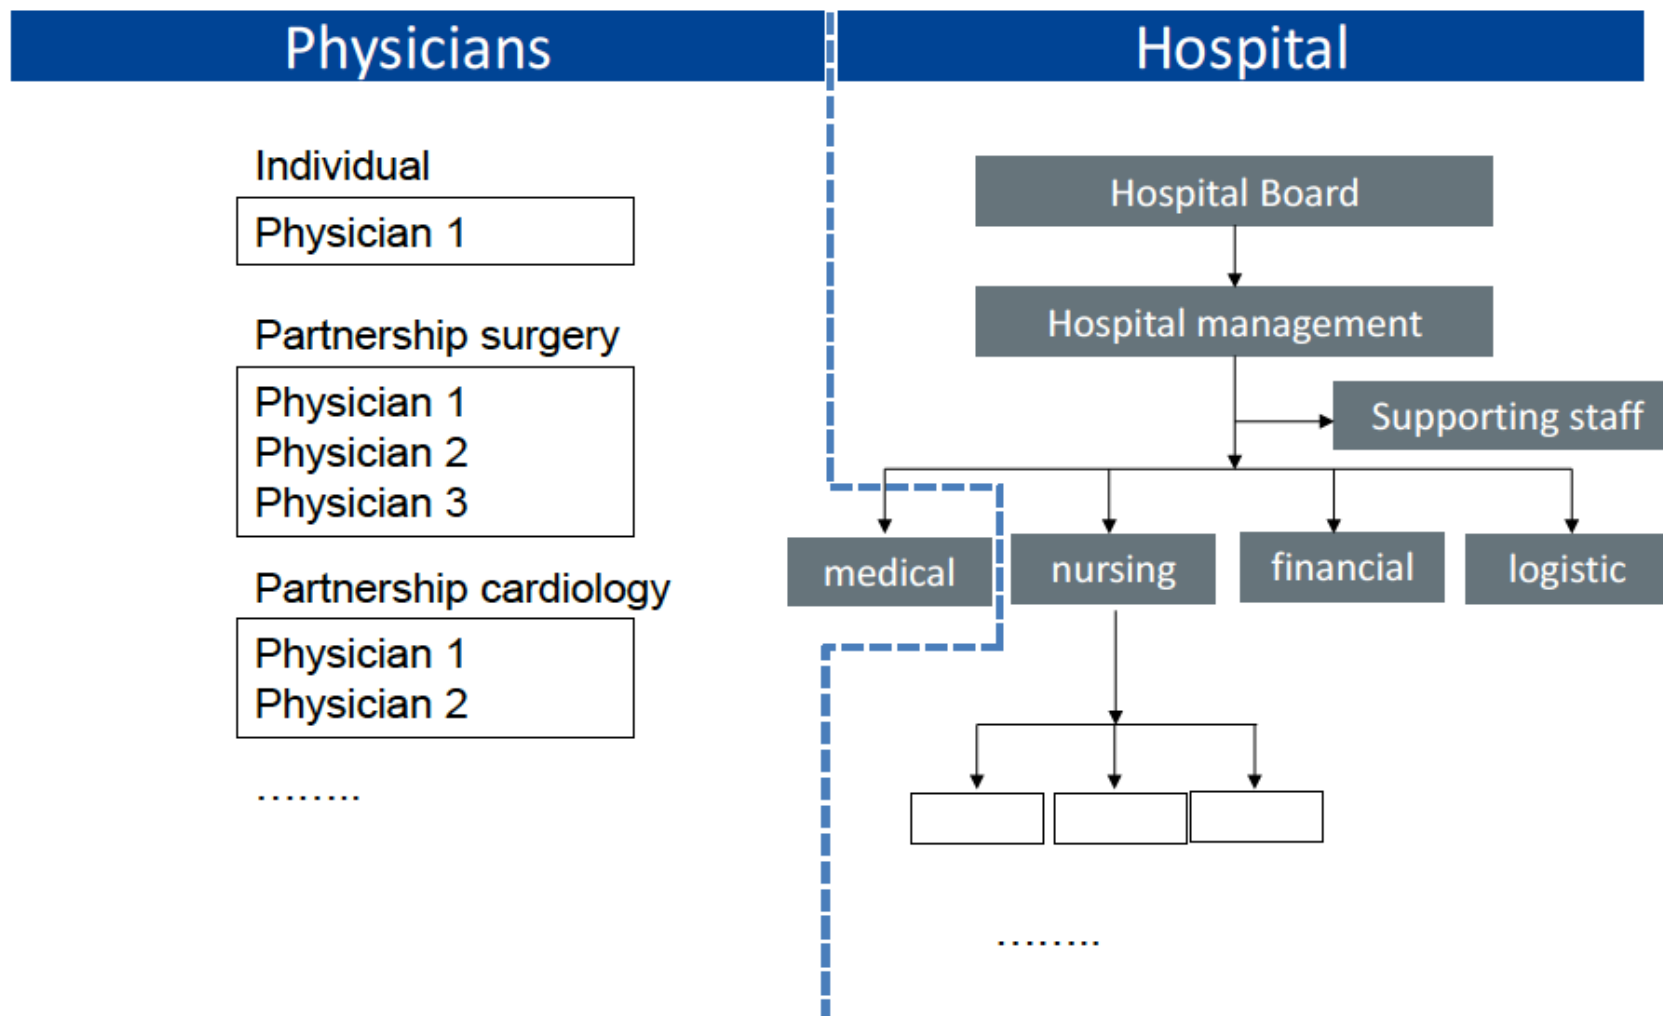 Physicians
Hospital
Individual
Physician 1
Partnership surgery
Physician 1
Physician 2
Physician 3
Partnership cardiology
Physician 1
Physician 2
……..
Hospital Board
Hospital management
Supporting staff
medical
nursing
financial
logistic
……..